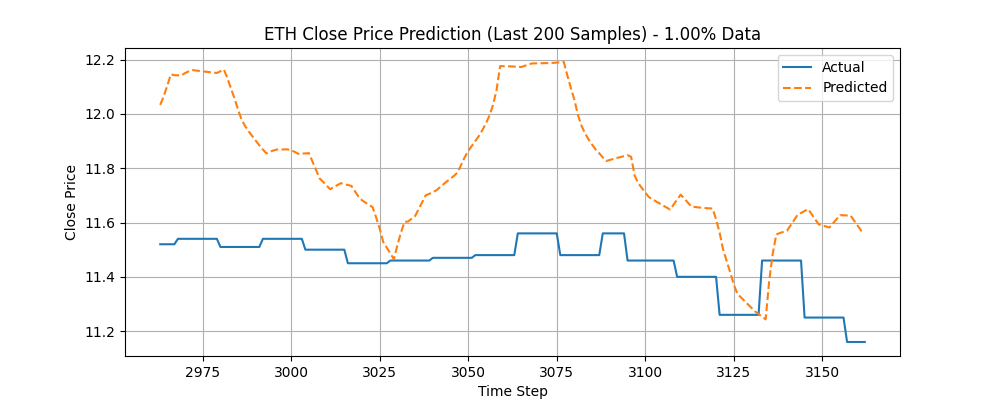 ETH Close Price Prediction (Last 200 Samples) - 1.00% Data
Actual
Predicted
Close Price
12.2
12.0
11.8
11.6
11.4
11.2
2975
3000
3025
3050
3075
3100
3125
3150
Time Step